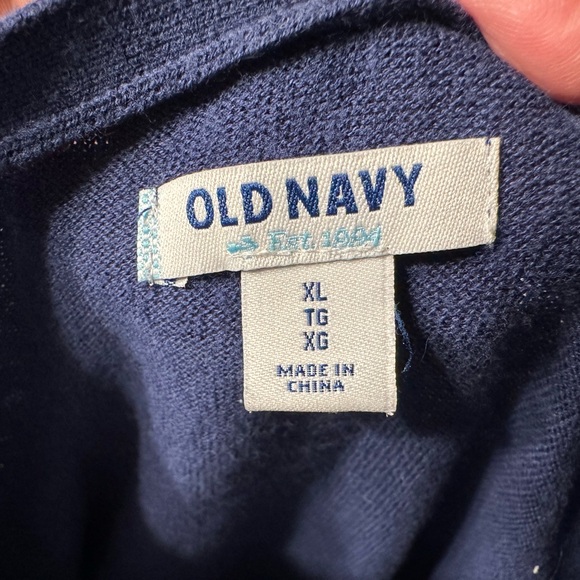 OLD NAVY
Est. 1994
XL
TG
XG
MADE IN
CHINA